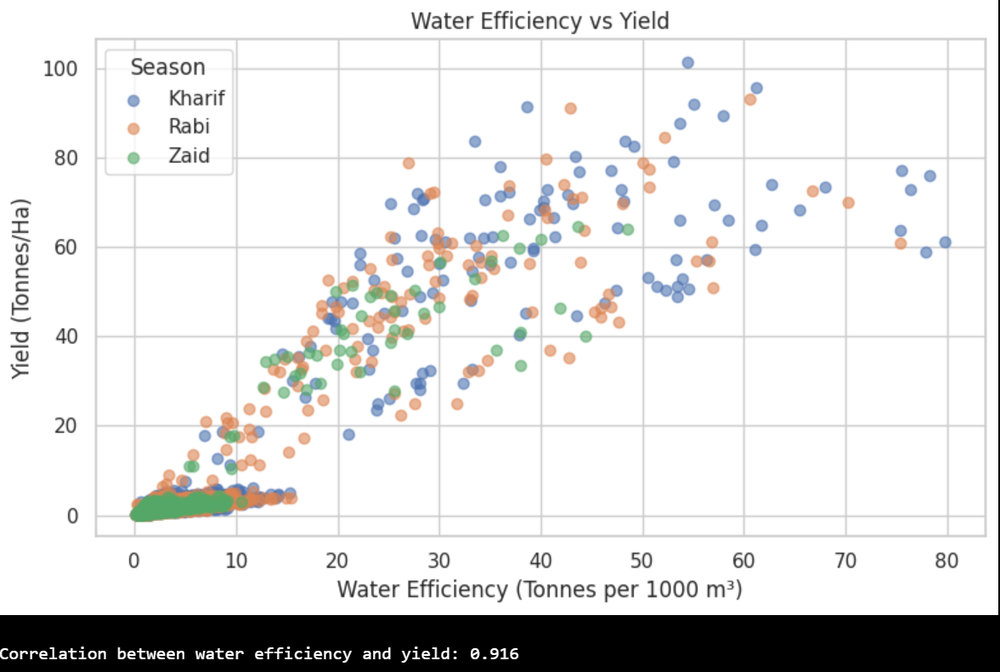 Water Efficiency vs Yield
Season
Kharif
Rabi
Zaid
100
80
60
40
20
0
Yield (Tonnes/Ha)
0 10 20 30 40 50 60 70 80
Water Efficiency (Tonnes per 1000 m³)
Correlation between water efficiency and yield: 0.916